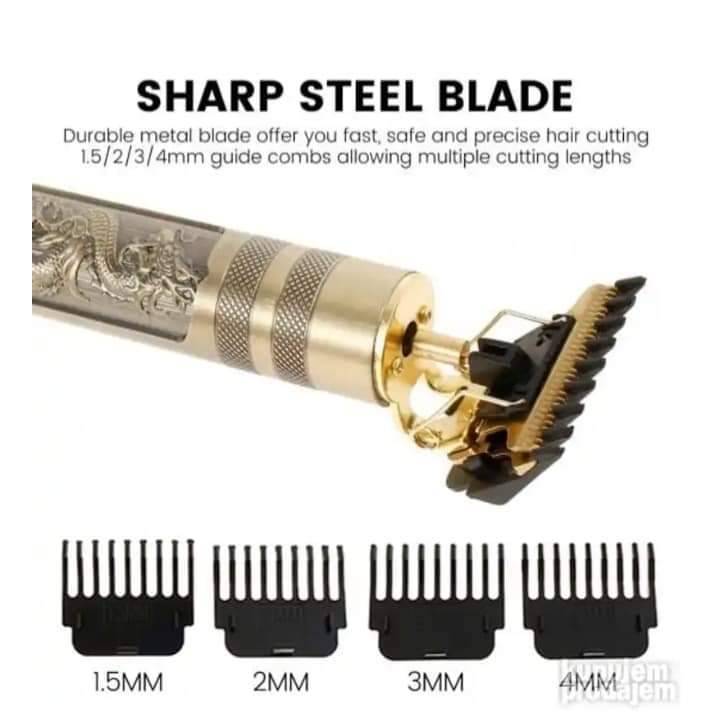 SHARP STEEL BLADE
Durable metal blade offer you fast, safe and precise hair cutting
1.5/2/3/4mm guide combs allowing multiple cutting lengths
1.5MM
2MM
3MM
4MM
kupujem
prodajem